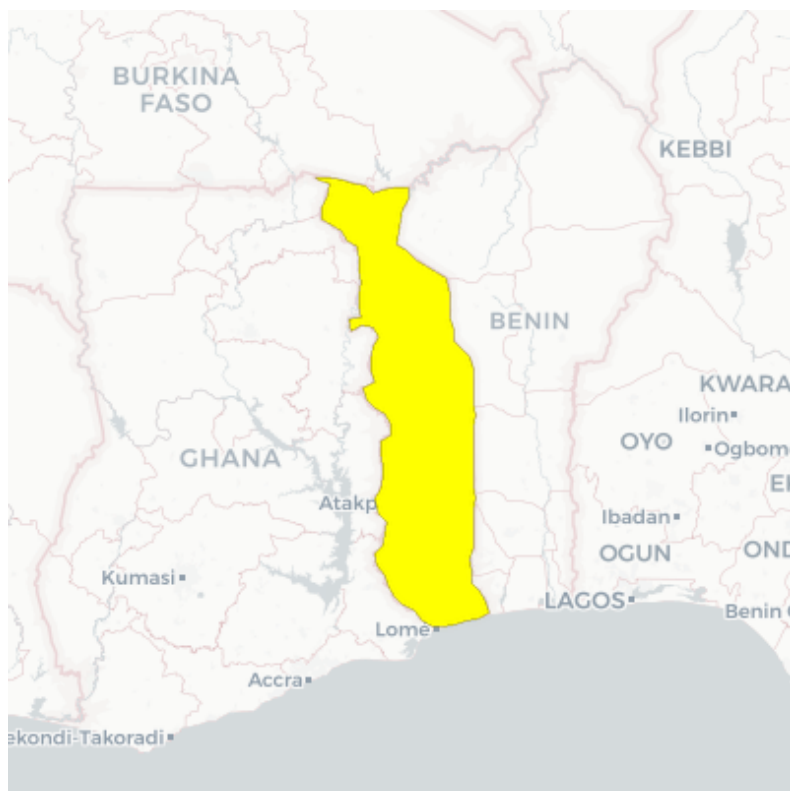 BURKINA
FASO
KEBBI
BENIN
KWARA
Ilorin
OYO
Ogbom
GHANA
E
Atakp
Ibadan
OGUN
OND
Kumasi
LAGOS
Benin
Lome
Accra
ekondi-Takoradi